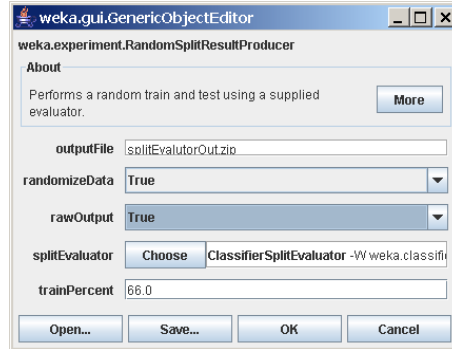 weka.gui.GenericObjectEditor
weka.experiment.RandomSplitResultProducer
About
Performs a random train and test using a supplied
evaluator.
More
outputFile splitEvalutorOut.zip
randomizeData True
rawOutput True
splitEvaluator Choose ClassifierSplitEvaluator -W weka.classifi
trainPercent 66.0
Open... Save... OK Cancel